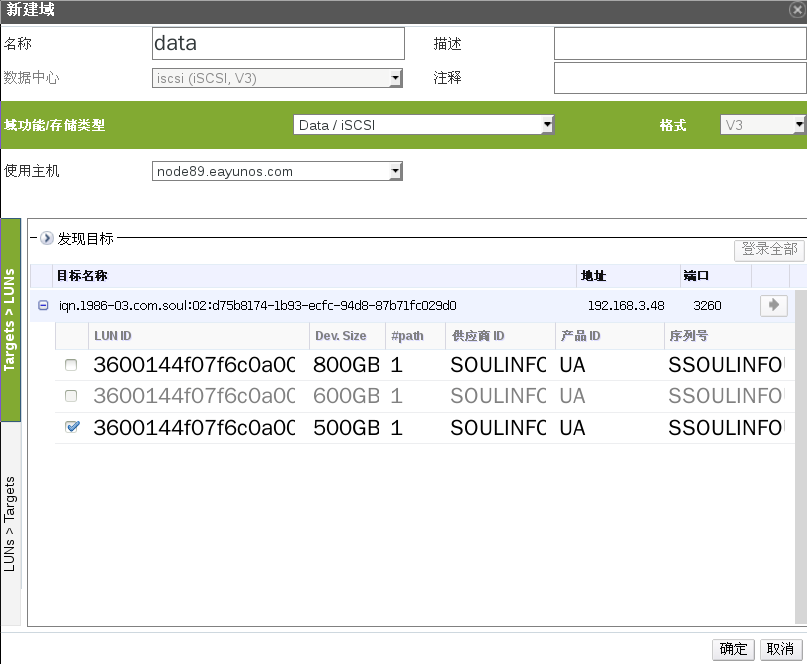 新建域
名称 data 描述
数据中心 iscsi (iSCSI, V3) 注释
域功能/存储类型 Data / iSCSI 格式 V3
使用主机 node89.eayunos.com
Targets > LUNs
LUNs > Targets
发现目标
登录全部
目标名称 地址 端口
iqn.1986-03.com.soul:02:d75b8174-1b93-ecfc-94d8-87b71fc029d0 192.168.3.48 3260
LUN ID Dev. Size #path 供应商 ID 产品 ID 序列号
3600144f07f6c0a0C 800GB 1 SOULINFC UA SSOULINFO
3600144f07f6c0a0C 600GB 1 SOULINFC UA SSOULINFO
3600144f07f6c0a0C 500GB 1 SOULINFC UA SSOULINFO
确定 取消